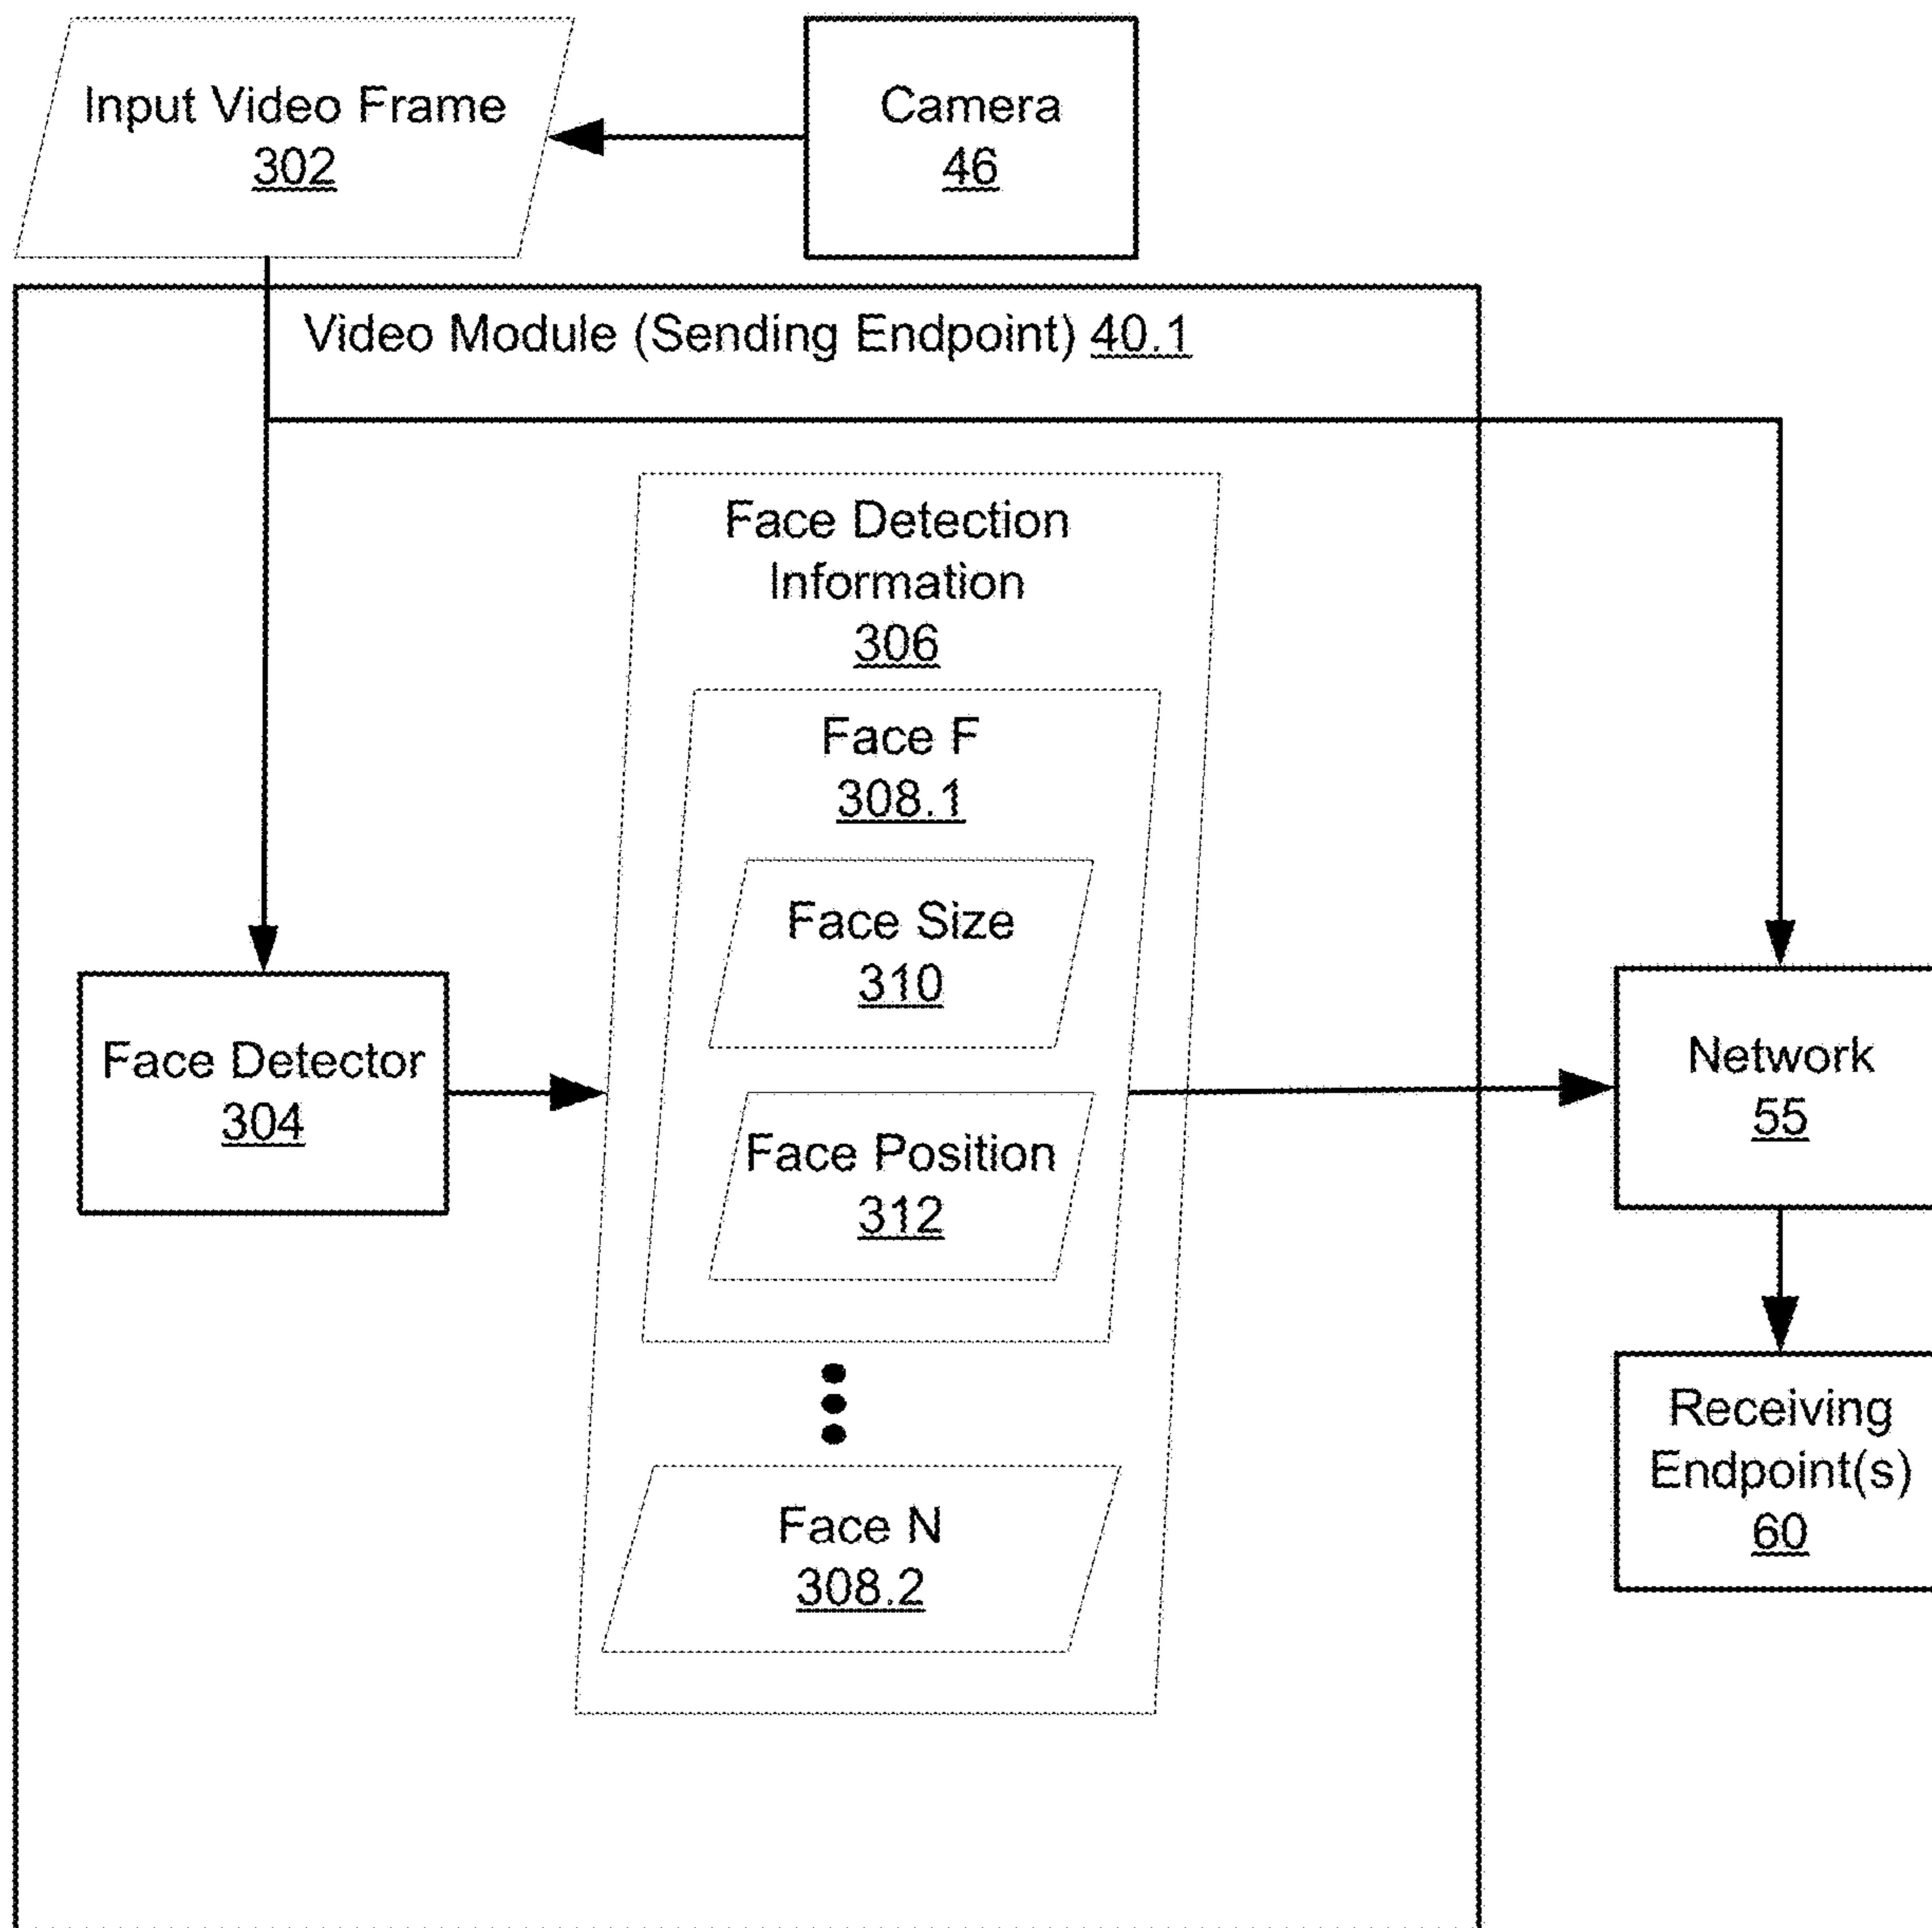 Input Video Frame
302
Camera
46
Video Module (Sending Endpoint) 40.1
Face Detection
Information
306
Face F
308.1
Face Size
310
Face Detector
304
Face Position
312
Network
55
Receiving
Endpoint(s)
60
Face N
308.2